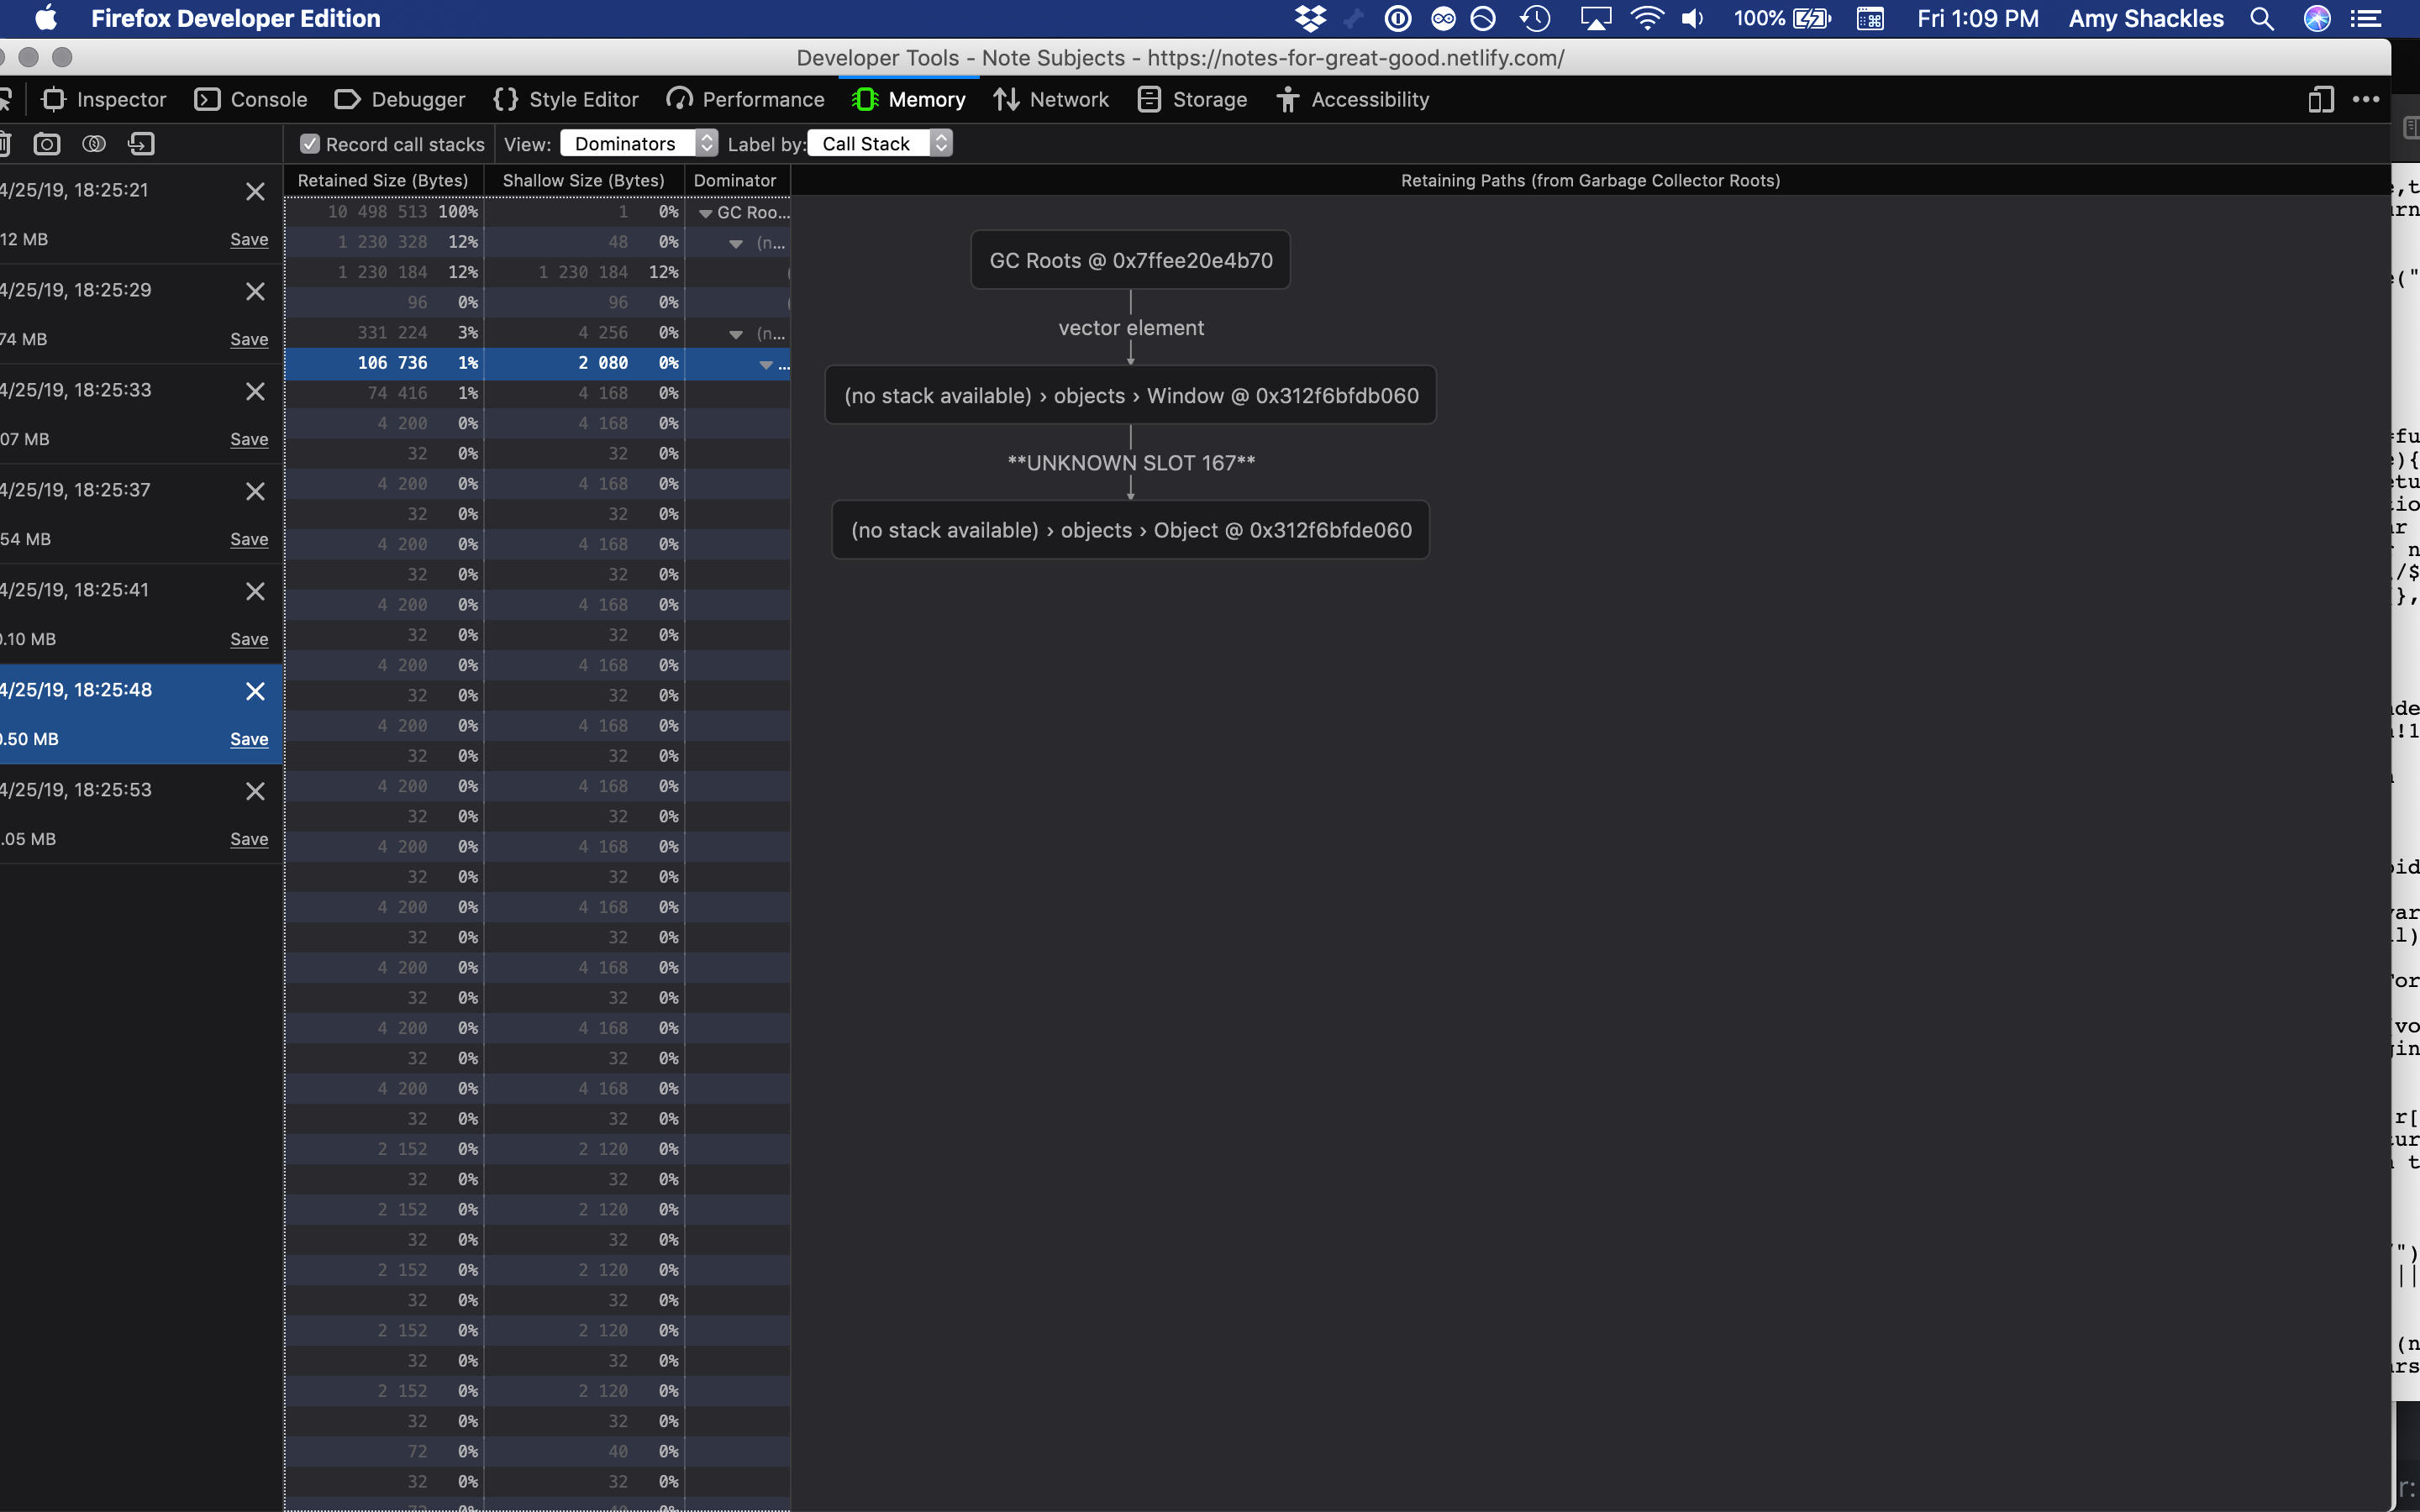 Firefox Developer Edition
100%
Fri 1:09 PM
Amy Shackles
Developer Tools - Note Subjects - https://notes-for-great-good.netlify.com/
Inspector
Console
Debugger
Style Editor
Performance
Memory
Network
Storage
Accessibility
Record call stacks
View:
Dominators
Label by:
Call Stack
4/25/19, 18:25:21
12 MB
Save
4/25/19, 18:25:29
74 MB
Save
4/25/19, 18:25:33
07 MB
Save
4/25/19, 18:25:37
54 MB
Save
4/25/19, 18:25:41
0.10 MB
Save
4/25/19, 18:25:48
0.50 MB
Save
4/25/19, 18:25:53
.05 MB
Save
Retained Size (Bytes) Shallow Size (Bytes) Dominator
10 498 513 100% 1 0% GC Roo...
1 230 328 12% 48 0% (n...
1 230 184 12% 1 230 184 12% (
96 0% 96 0% (
331 224 3% 4 256 0% (n...
106 736 1% 2 080 0% ...
74 416 1% 4 168 0%
4 200 0% 4 168 0%
32 0% 32 0%
4 200 0% 4 168 0%
32 0% 32 0%
4 200 0% 4 168 0%
32 0% 32 0%
4 200 0% 4 168 0%
32 0% 32 0%
4 200 0% 4 168 0%
32 0% 32 0%
4 200 0% 4 168 0%
32 0% 32 0%
4 200 0% 4 168 0%
32 0% 32 0%
4 200 0% 4 168 0%
32 0% 32 0%
4 200 0% 4 168 0%
32 0% 32 0%
4 200 0% 4 168 0%
32 0% 32 0%
4 200 0% 4 168 0%
32 0% 32 0%
4 200 0% 4 168 0%
32 0% 32 0%
2 152 0% 2 120 0%
32 0% 32 0%
2 152 0% 2 120 0%
32 0% 32 0%
2 152 0% 2 120 0%
32 0% 32 0%
2 152 0% 2 120 0%
32 0% 32 0%
2 152 0% 2 120 0%
32 0% 32 0%
72 0% 40 0%
32 0% 32 0%
Retaining Paths (from Garbage Collector Roots)
GC Roots @ 0x7ffee20e4b70
vector element
(no stack available) › objects › Window @ 0x312f6bfdb060
**UNKNOWN SLOT 167**
(no stack available) › objects › Object @ 0x312f6bfde060